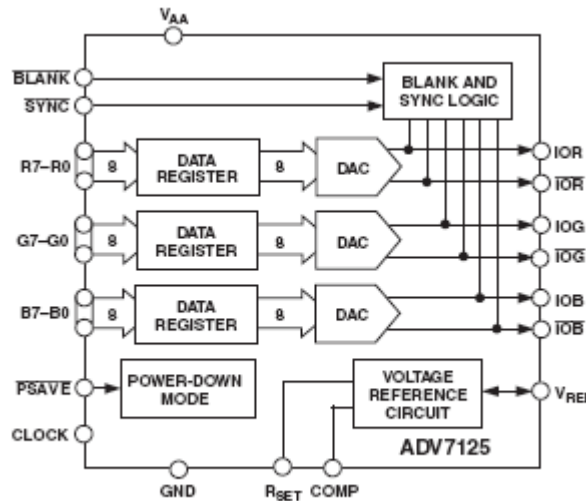 VAA
BLANK
SYNC
BLANK AND
SYNC LOGIC
R7–R0
8
DATA
REGISTER
8
DAC
IOR
IOR
G7–G0
8
DATA
REGISTER
8
DAC
IOG
IOG
B7–B0
8
DATA
REGISTER
8
DAC
IOB
IOB
PSAVE
POWER-DOWN
MODE
VOLTAGE
REFERENCE
CIRCUIT
VRE
CLOCK
ADV7125
GND
RSET
COMP